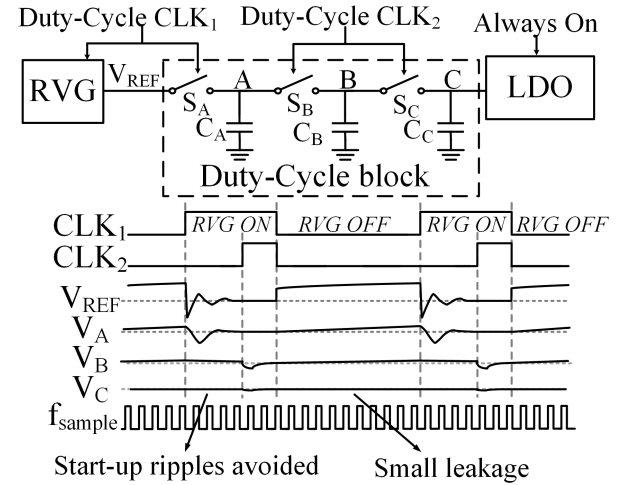 Duty-Cycle CLK1 Duty-Cycle CLK2 Always On
RVG VREF A B C LDO
SA SB SC
CA CB CC
Duty-Cycle block
CLK1 RVG ON RVG OFF RVG ON RVG OFF
CLK2
VREF
VA
VB
VC
fsample
Start-up ripples avoided Small leakage